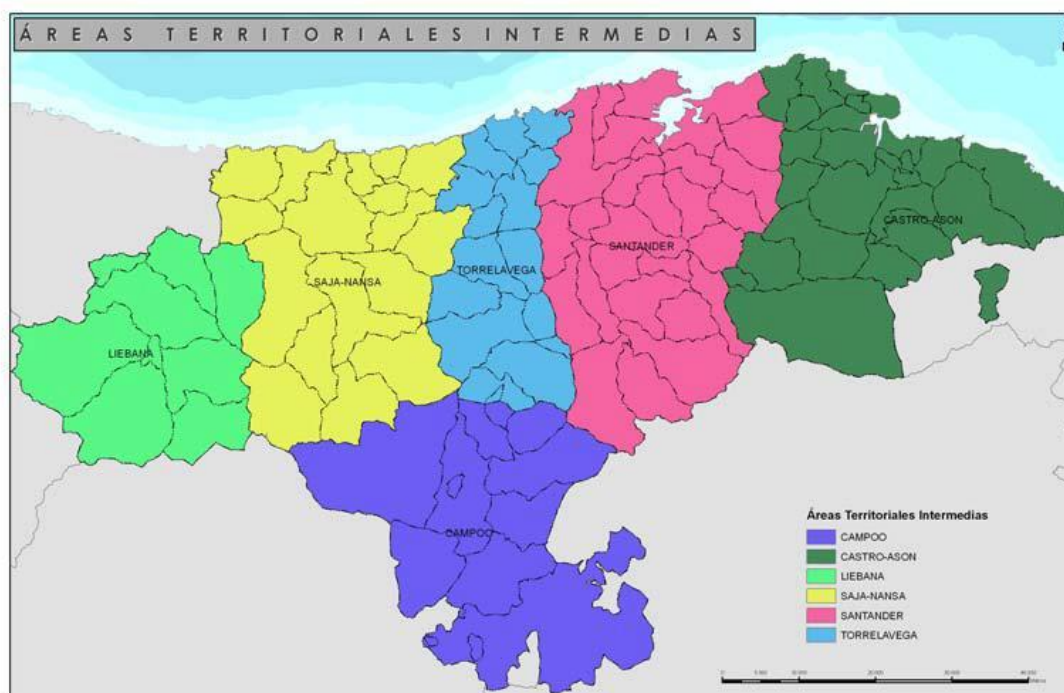 ÁREAS TERRITORIALES INTERMEDIAS
CASTRO-ASON
SANTANDER
TORRELAVEGA
SAJA-NANSA
LIEBANA
CAMPOO
Áreas Territoriales Intermedias
CAMPOO
CASTRO-ASON
LIEBANA
SAJA-NANSA
SANTANDER
TORRELAVEGA